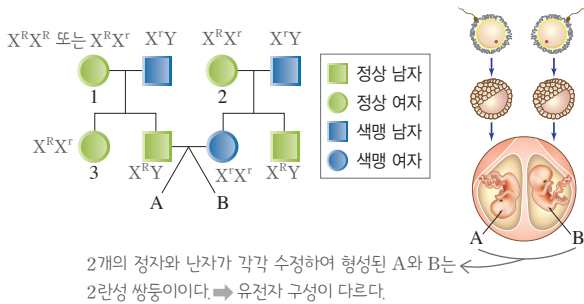 XᴿXᴿ 또는 XᴿXʳ XʳY XᴿXʳ XʳY
1 2
정상 남자
정상 여자
색맹 남자
색맹 여자
XᴿXʳ
3 XᴿY XʳXʳ XᴿY
A B
A B
2개의 정자와 난자가 각각 수정하여 형성된 A와 B는
2란성 쌍둥이이다.➡유전자 구성이 다르다.